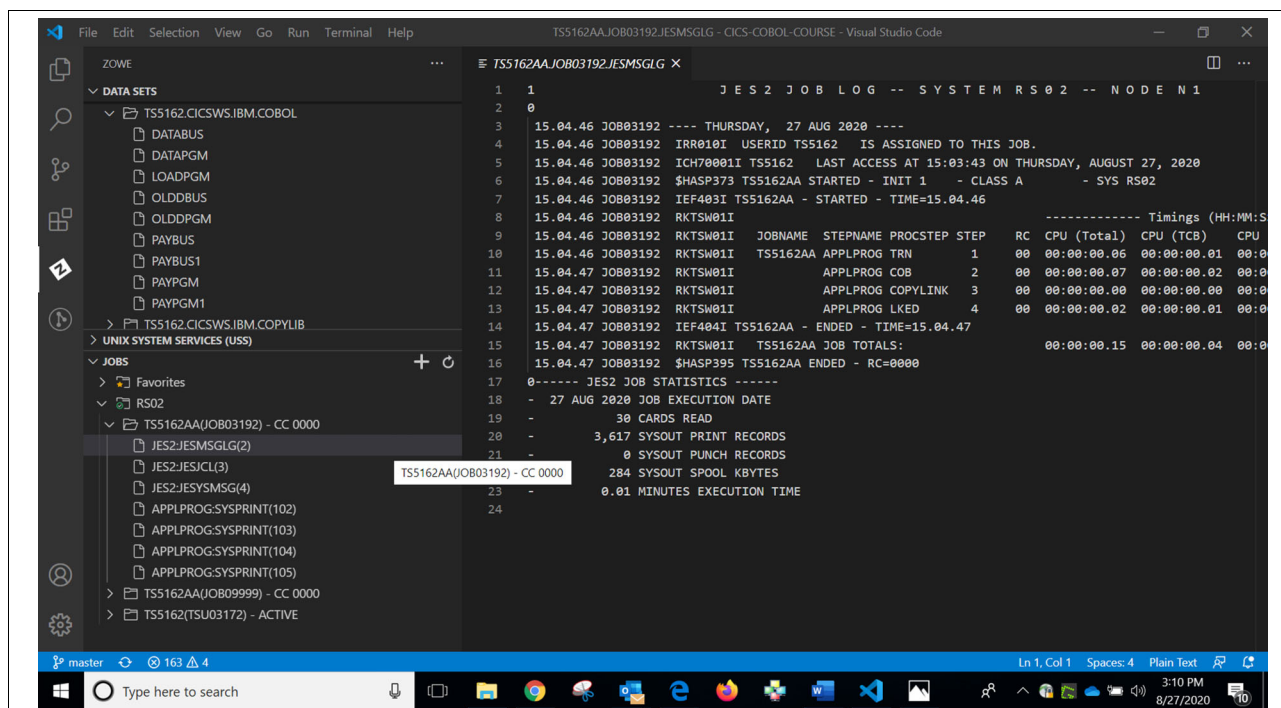 File Edit Selection View Go Run Terminal Help TS5162AA.JOB03192.JESMSGLG - CICS-COBOL-COURSE - Visual Studio Code
ZOWE ···
DATA SETS
TS5162.CICSWS.IBM.COBOL
DATABUS
DATAPGM
LOADPGM
OLDDBUS
OLDDPGM
PAYBUS
PAYBUS1
PAYPGM
PAYPGM1
TS5162.CICSWS.IBM.COPYLIB
UNIX SYSTEM SERVICES (USS)
JOBS
Favorites
RS02
TS5162AA(JOB03192) - CC 0000
JES2:JESMSGLG(2)
JES2:JESJCL(3)
JES2:JESYSMSG(4)
APPLPROG:SYSPRINT(102)
APPLPROG:SYSPRINT(103)
APPLPROG:SYSPRINT(104)
APPLPROG:SYSPRINT(105)
TS5162AA(JOB09999) - CC 0000
TS5162(TSU03172) - ACTIVE
TS5162AA.JOB03192.JESMSGLG
1 1 J E S 2 J O B L O G -- S Y S T E M R S 0 2 -- N O D E N 1
2 0
3 15.04.46 JOB03192 ---- THURSDAY, 27 AUG 2020 ----
4 15.04.46 JOB03192 IRR010I USERID TS5162 IS ASSIGNED TO THIS JOB.
5 15.04.46 JOB03192 ICH70001I TS5162 LAST ACCESS AT 15:03:43 ON THURSDAY, AUGUST 27, 2020
6 15.04.46 JOB03192 $HASP373 TS5162AA STARTED - INIT 1 - CLASS A - SYS RS02
7 15.04.46 JOB03192 IEF403I TS5162AA - STARTED - TIME=15.04.46
8 15.04.46 JOB03192 RKTSW01I ------------- Timings (HH:MM:S
9 15.04.46 JOB03192 RKTSW01I JOBNAME STEPNAME PROCSTEP STEP RC CPU (Total) CPU (TCB) CPU
10 15.04.46 JOB03192 RKTSW01I TS5162AA APPLPROG TRN 1 00 00:00:00.06 00:00:00.01 00:0
11 15.04.47 JOB03192 RKTSW01I APPLPROG COB 2 00 00:00:00.07 00:00:00.02 00:0
12 15.04.47 JOB03192 RKTSW01I APPLPROG COPYLINK 3 00 00:00:00.00 00:00:00.00 00:0
13 15.04.47 JOB03192 RKTSW01I APPLPROG LKED 4 00 00:00:00.02 00:00:00.01 00:0
14 15.04.47 JOB03192 IEF404I TS5162AA - ENDED - TIME=15.04.47
15 15.04.47 JOB03192 RKTSW01I TS5162AA JOB TOTALS: 00:00:00.15 00:00:00.04 00:0
16 15.04.47 JOB03192 $HASP395 TS5162AA ENDED - RC=0000
17 0------ JES2 JOB STATISTICS ------
18 - 27 AUG 2020 JOB EXECUTION DATE
19 - 30 CARDS READ
20 - 3,617 SYSOUT PRINT RECORDS
21 - 0 SYSOUT PUNCH RECORDS
TS5162AA(JOB03192) - CC 0000 284 SYSOUT SPOOL KBYTES
23 - 0.01 MINUTES EXECUTION TIME
24
master 163 4 Ln 1, Col 1 Spaces: 4 Plain Text
Type here to search 3:10 PM
8/27/2020 10